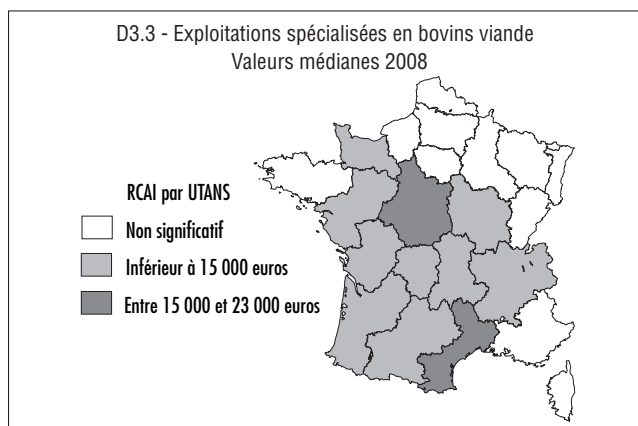 D3.3 - Exploitations spécialisées en bovins viande
Valeurs médianes 2008
RCAI par UTANS
Non significatif
Inférieur à 15 000 euros
Entre 15 000 et 23 000 euros